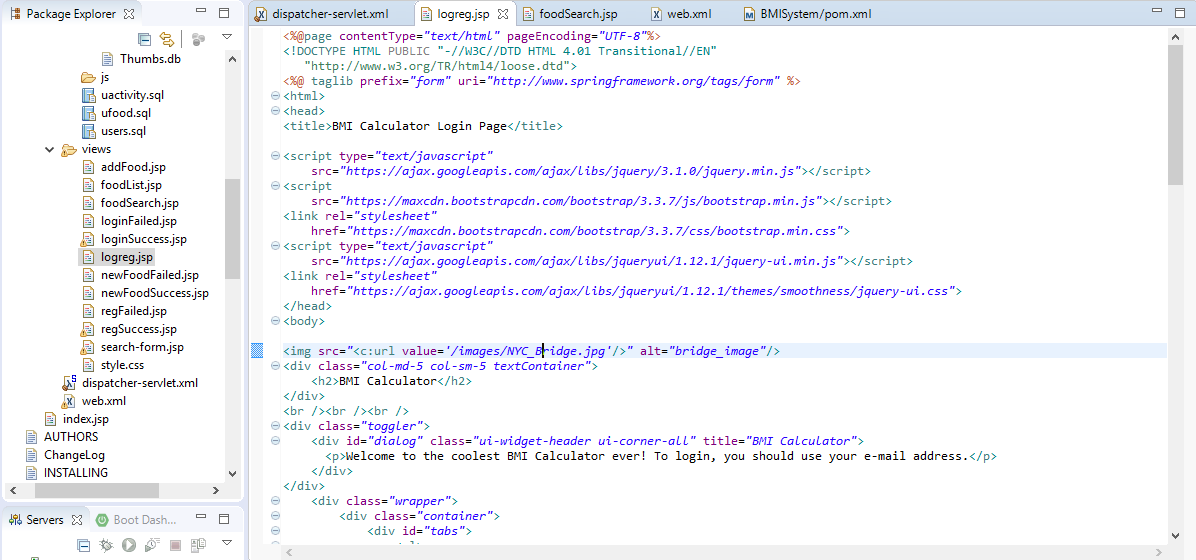 Package Explorer
Thumbs.db
js
uactivity.sql
ufood.sql
users.sql
views
addFood.jsp
foodList.jsp
foodSearch.jsp
loginFailed.jsp
loginSuccess.jsp
logreg.jsp
newFoodFailed.jsp
newFoodSuccess.jsp
regFailed.jsp
regSuccess.jsp
search-form.jsp
style.css
dispatcher-servlet.xml
web.xml
index.jsp
AUTHORS
ChangeLog
INSTALLING
Servers
Boot Dash...
dispatcher-servlet.xml
logreg.jsp
foodSearch.jsp
web.xml
BMISystem/pom.xml
<%@page contentType="text/html" pageEncoding="UTF-8"%>
<!DOCTYPE HTML PUBLIC "-//W3C//DTD HTML 4.01 Transitional//EN"
"http://www.w3.org/TR/html4/loose.dtd">
<%@ taglib prefix="form" uri="http://www.springframework.org/tags/form" %>
<html>
<head>
<title>BMI Calculator Login Page</title>
<script type="text/javascript"
src="https://ajax.googleapis.com/ajax/libs/jquery/3.1.0/jquery.min.js"></script>
<script
src="https://maxcdn.bootstrapcdn.com/bootstrap/3.3.7/js/bootstrap.min.js"></script>
<link rel="stylesheet"
href="https://maxcdn.bootstrapcdn.com/bootstrap/3.3.7/css/bootstrap.min.css">
<script type="text/javascript"
src="https://ajax.googleapis.com/ajax/libs/jqueryui/1.12.1/jquery-ui.min.js"></script>
<link rel="stylesheet"
href="https://ajax.googleapis.com/ajax/libs/jqueryui/1.12.1/themes/smoothness/jquery-ui.css">
</head>
<body>
<img src="<c:url value='/images/NYC_Bridge.jpg'/>" alt="bridge_image"/>
<div class="col-md-5 col-sm-5 textContainer">
<h2>BMI Calculator</h2>
</div>
<br /><br /><br />
<div class="toggler">
<div id="dialog" class="ui-widget-header ui-corner-all" title="BMI Calculator">
<p>Welcome to the coolest BMI Calculator ever! To login, you should use your e-mail address.</p>
</div>
</div>
<div class="wrapper">
<div class="container">
<div id="tabs">